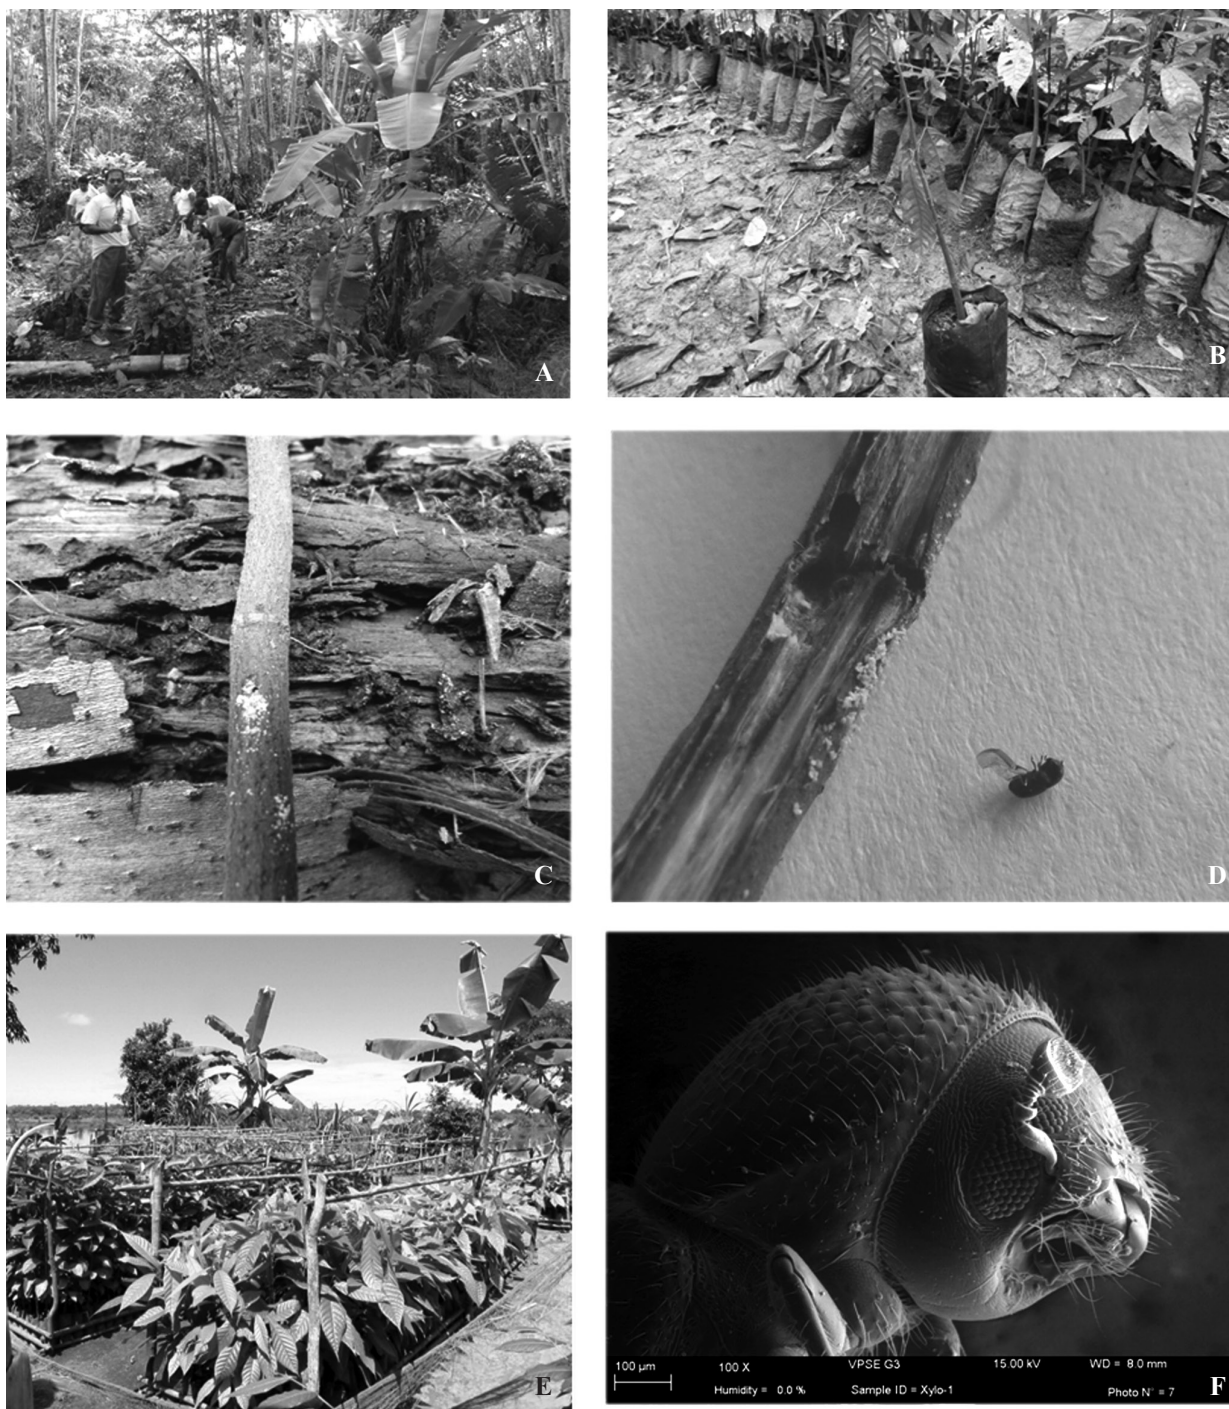 A
B
C
D
E
100 µm 100 X VPSE G3 15.00 kV WD = 8.0 mm
Humidity = 0.0 % Sample ID = Xylo-1 Photo N° = 7
F